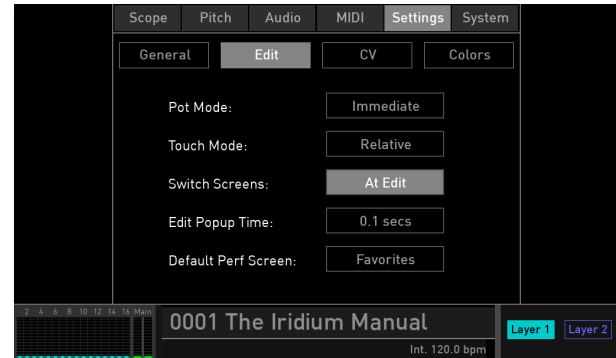 Scope Pitch Audio MIDI Settings System
General Edit CV Colors
Pot Mode: Immediate
Touch Mode: Relative
Switch Screens: At Edit
Edit Popup Time: 0.1 secs
Default Perf Screen: Favorites
2 4 6 8 10 12 14 16 Main
0001 The Iridium Manual
Layer 1 Layer 2
Int. 120.0 bpm